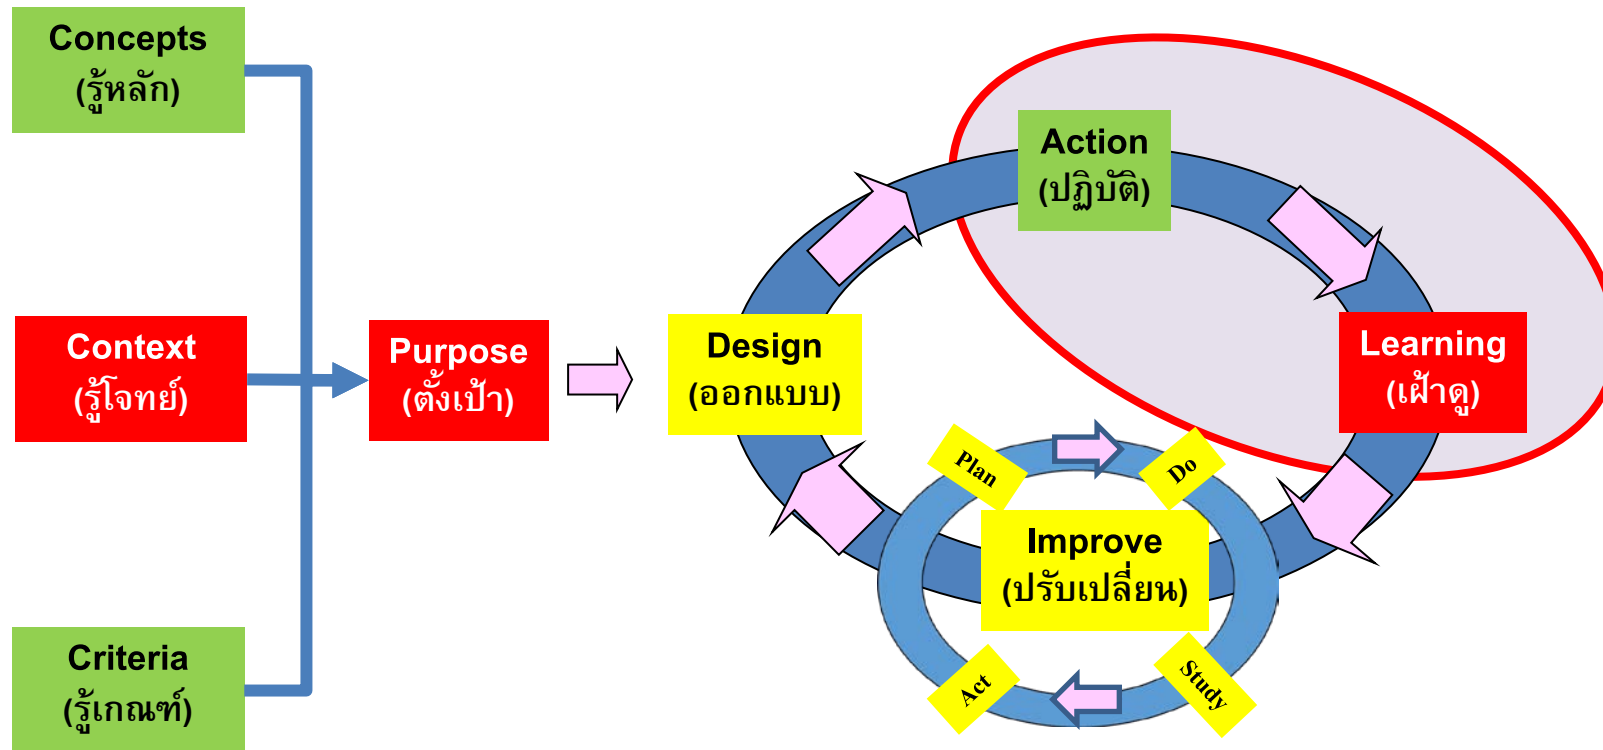 Concepts
(รู้หลัก)
Context
(รู้โจทย์)
Criteria
(รู้เกณฑ์)
Purpose
(ตั้งเป้า)
Design
(ออกแบบ)
Action
(ปฏิบัติ)
Learning
(เฝ้าดู)
Improve
(ปรับเปลี่ยน)
Plan
Do
Study
Act